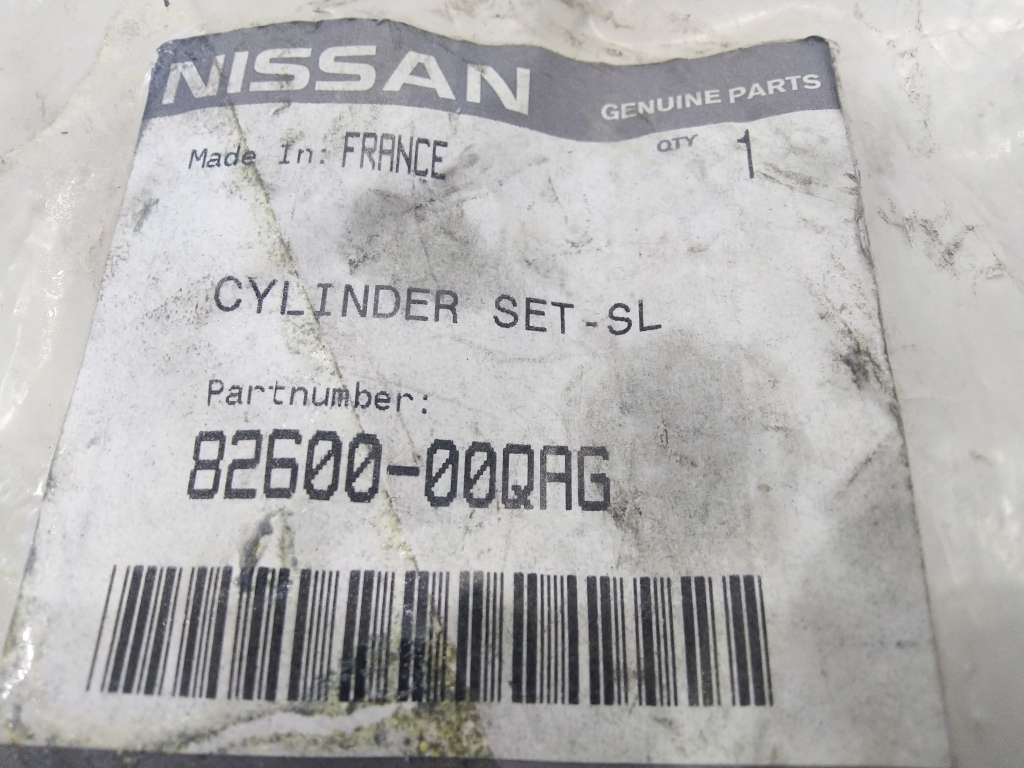 NISSAN GENUINE PARTS
Made In: FRANCE QTY 1
CYLINDER SET-SL
Partnumber:
82600-00QAG